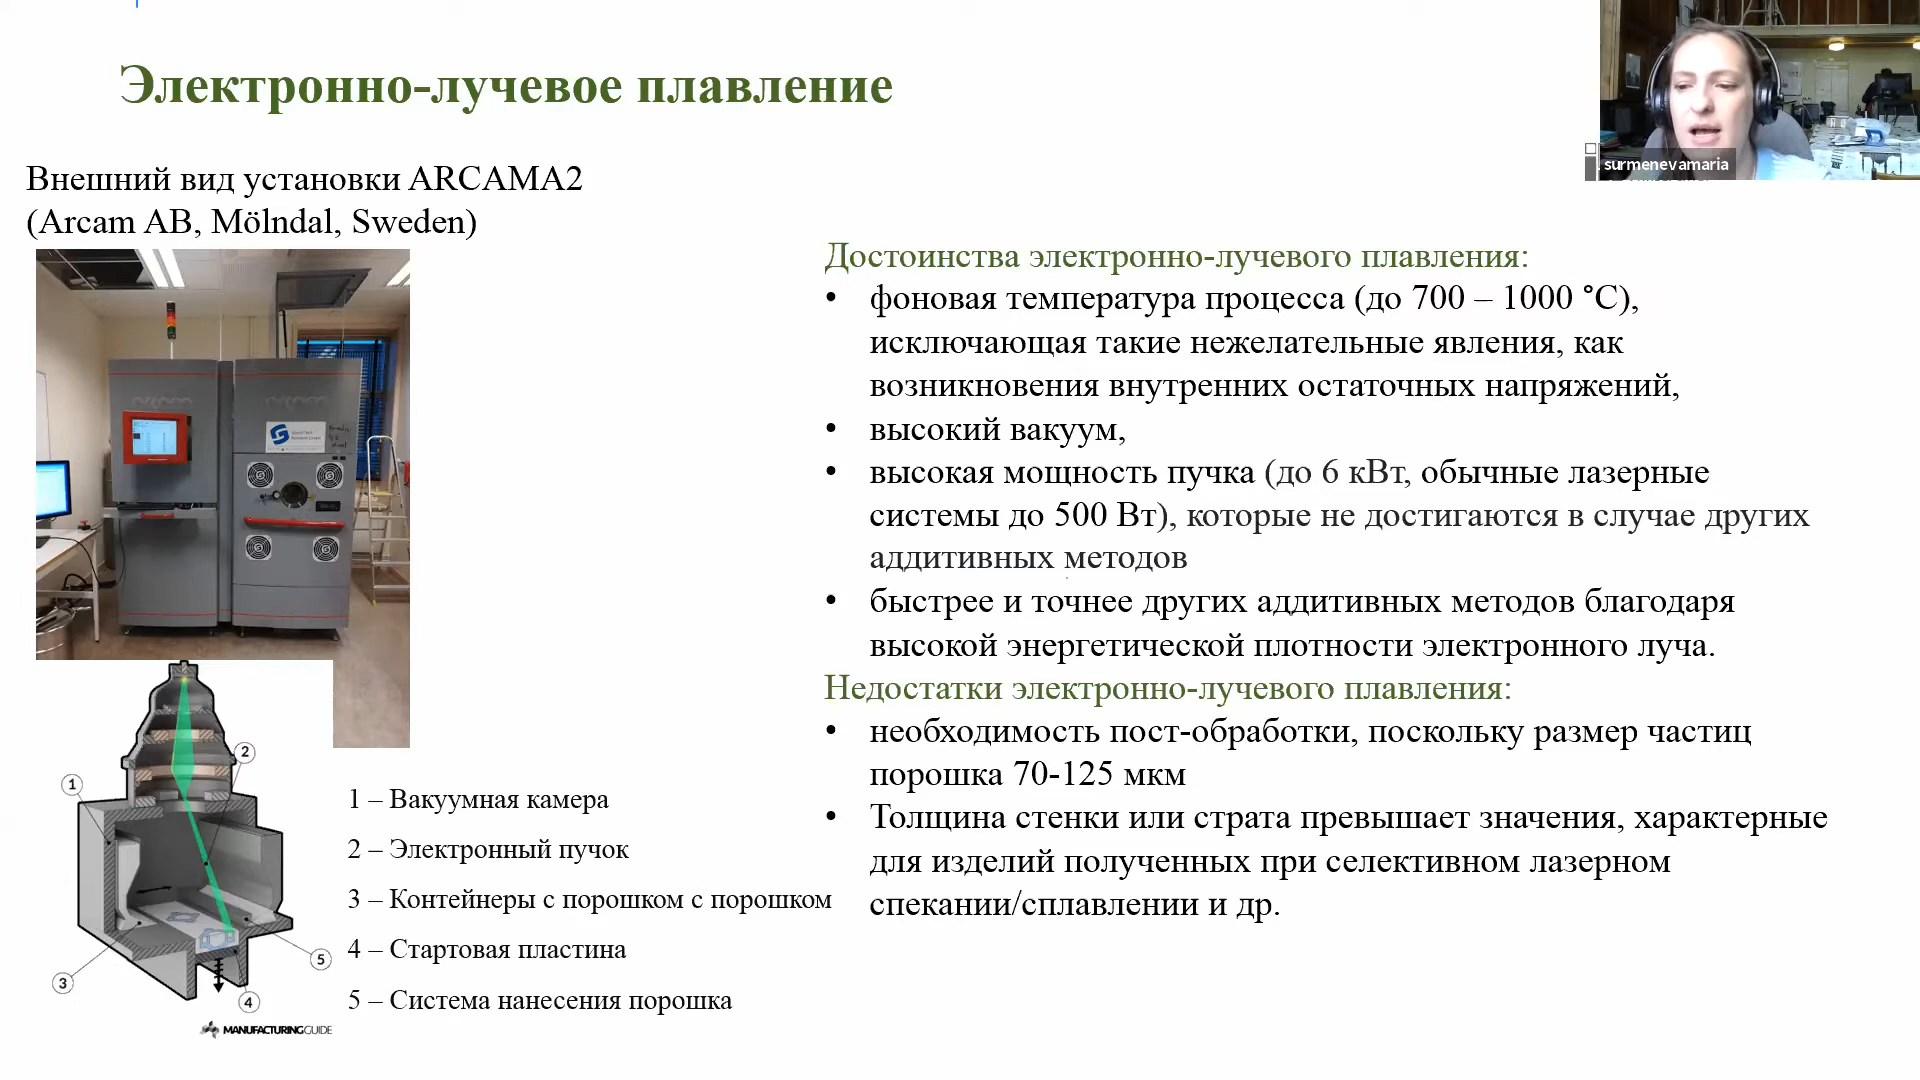 Электронно-лучевое плавление
surmenevamaria
Внешний вид установки ARCAMA2
(Arcam AB, Mölndal, Sweden)
Достоинства электронно-лучевого плавления:
• фоновая температура процесса (до 700 – 1000 °C),
исключающая такие нежелательные явления, как
возникновения внутренних остаточных напряжений,
• высокий вакуум,
• высокая мощность пучка (до 6 кВт, обычные лазерные
системы до 500 Вт), которые не достигаются в случае других
аддитивных методов
• быстрее и точнее других аддитивных методов благодаря
высокой энергетической плотности электронного луча.
Недостатки электронно-лучевого плавления:
• необходимость пост-обработки, поскольку размер частиц
порошка 70-125 мкм
• Толщина стенки или страта превышает значения, характерные
для изделий полученных при селективном лазерном
спекании/сплавлении и др.
1
2
3
4
5
1 – Вакуумная камера
2 – Электронный пучок
3 – Контейнеры с порошком с порошком
4 – Стартовая пластина
5 – Система нанесения порошка
MANUFACTURINGGUIDE